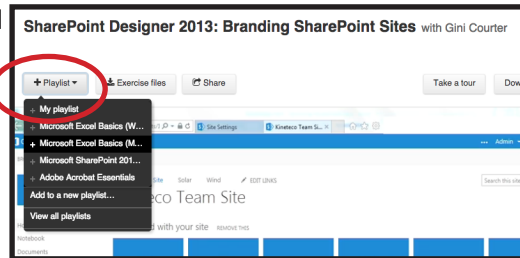 SharePoint Designer 2013: Branding SharePoint Sites with Gini Courter
+ Playlist Exercise files Share Take a tour
+ My playlist
+ Microsoft Excel Basics (W...
+ Microsoft Excel Basics (M...
+ Microsoft SharePoint 201...
+ Adobe Acrobat Essentials
Add to a new playlist...
View all playlists
Site Settings Kineteco Team Si...
Admin
Site Solar Wind EDIT LINKS Search this site
eco Team Site
d with your site REMOVE THIS
Notebook
Documents